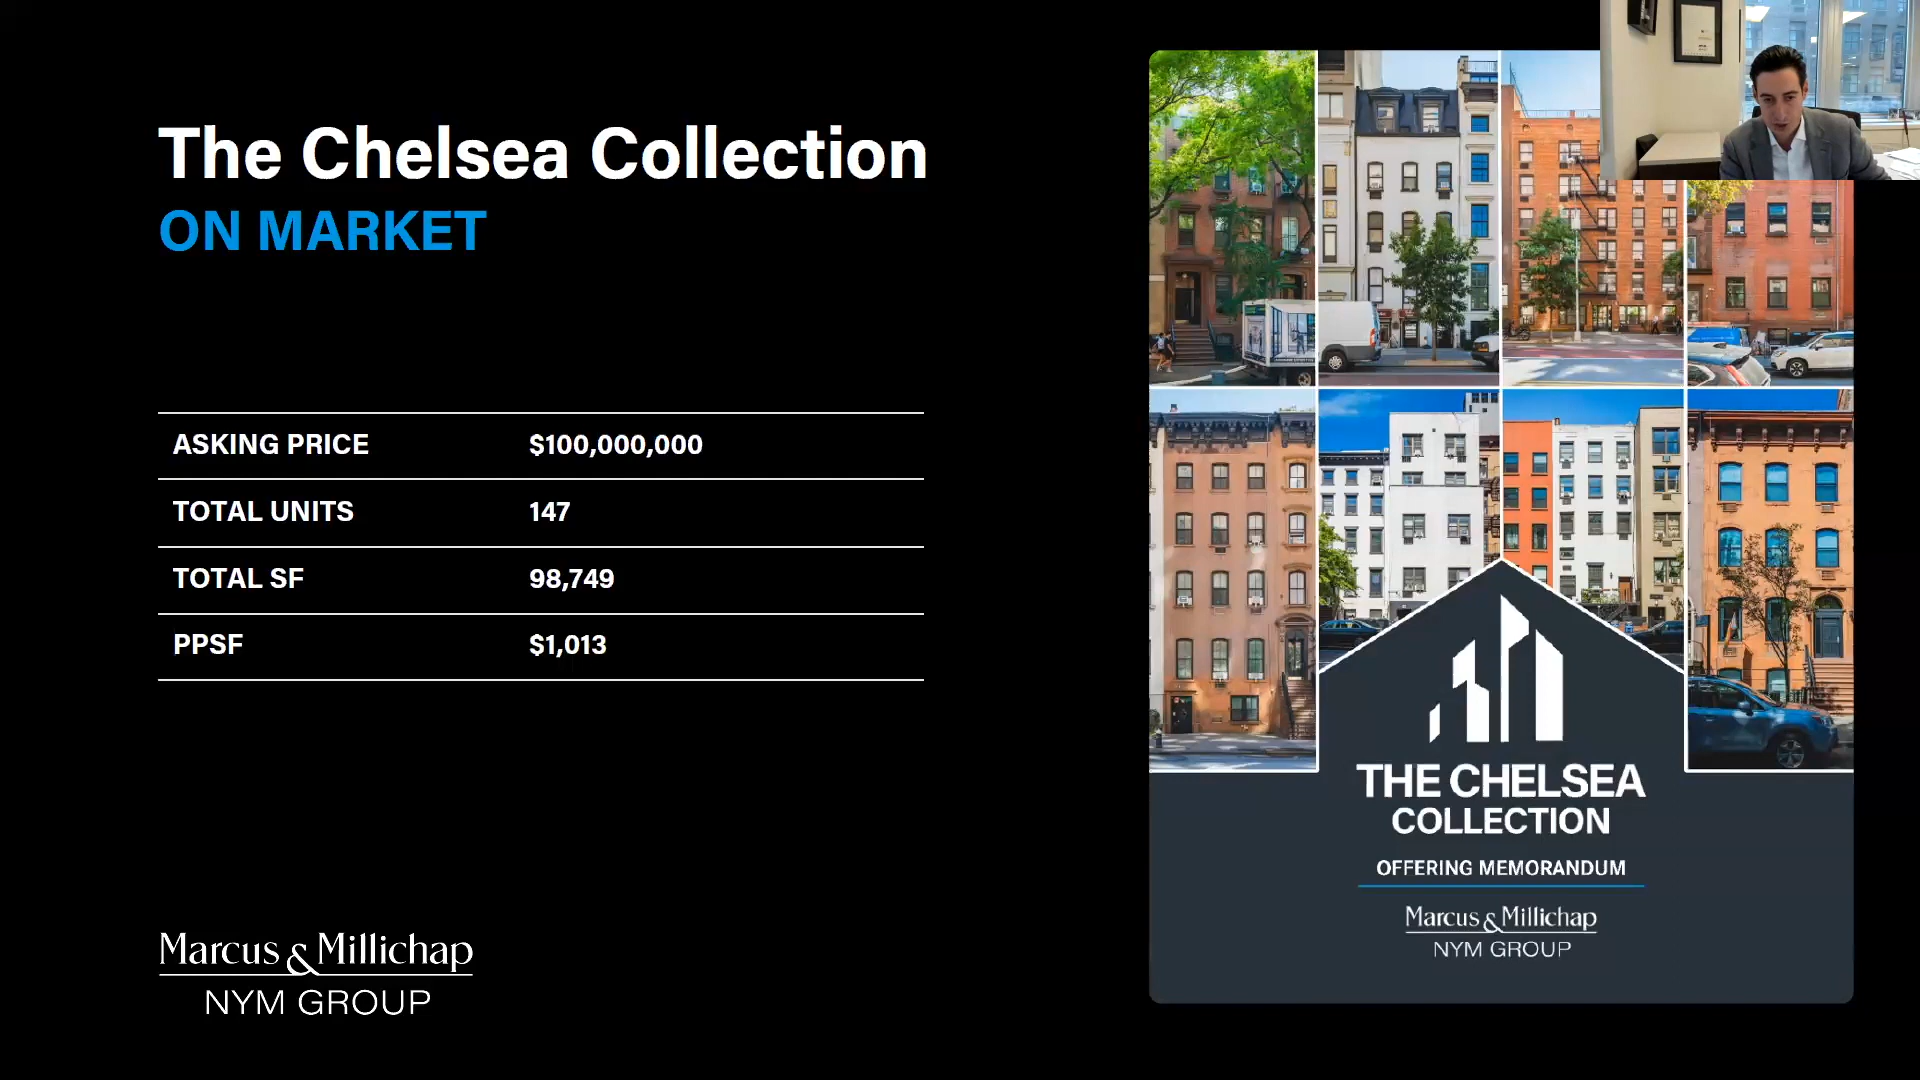 The Chelsea Collection
ON MARKET
ASKING PRICE $100,000,000
TOTAL UNITS 147
TOTAL SF 98,749
PPSF $1,013
Marcus & Millichap
NYM GROUP
THE CHELSEA
COLLECTION
OFFERING MEMORANDUM
Marcus & Millichap
NYM GROUP